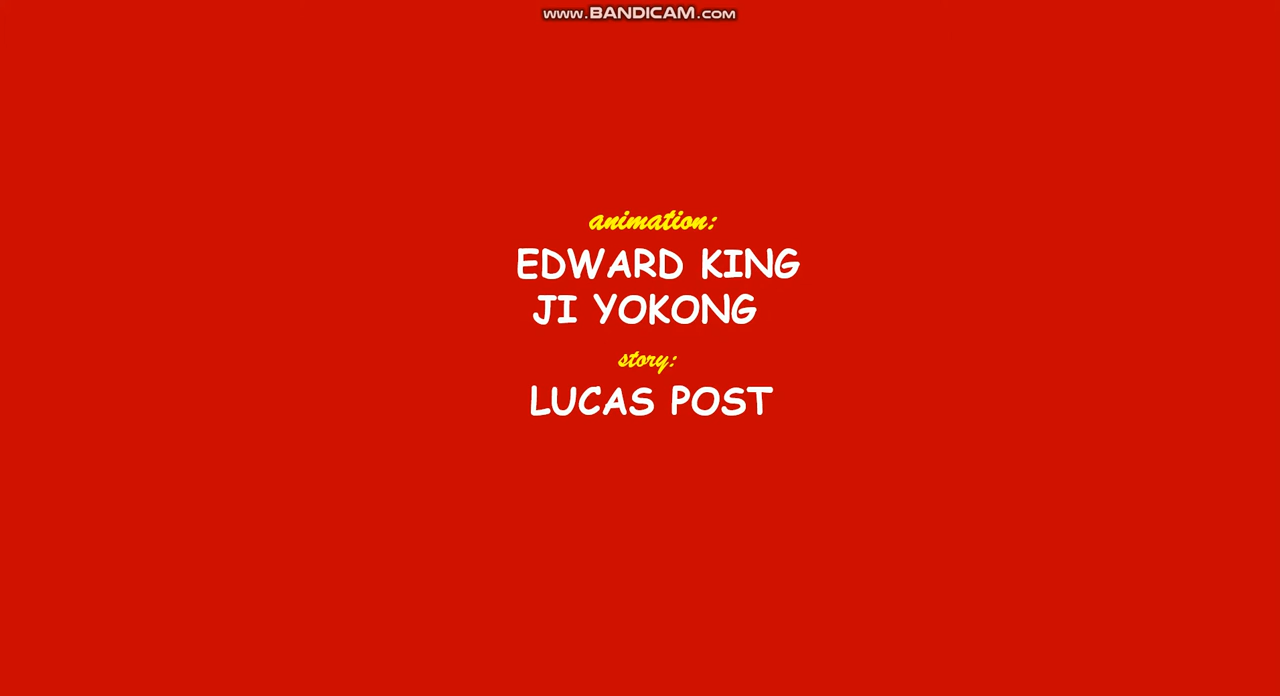 www.BANDICAM.com
animation:
EDWARD KING
JI YOKONG
story:
LUCAS POST